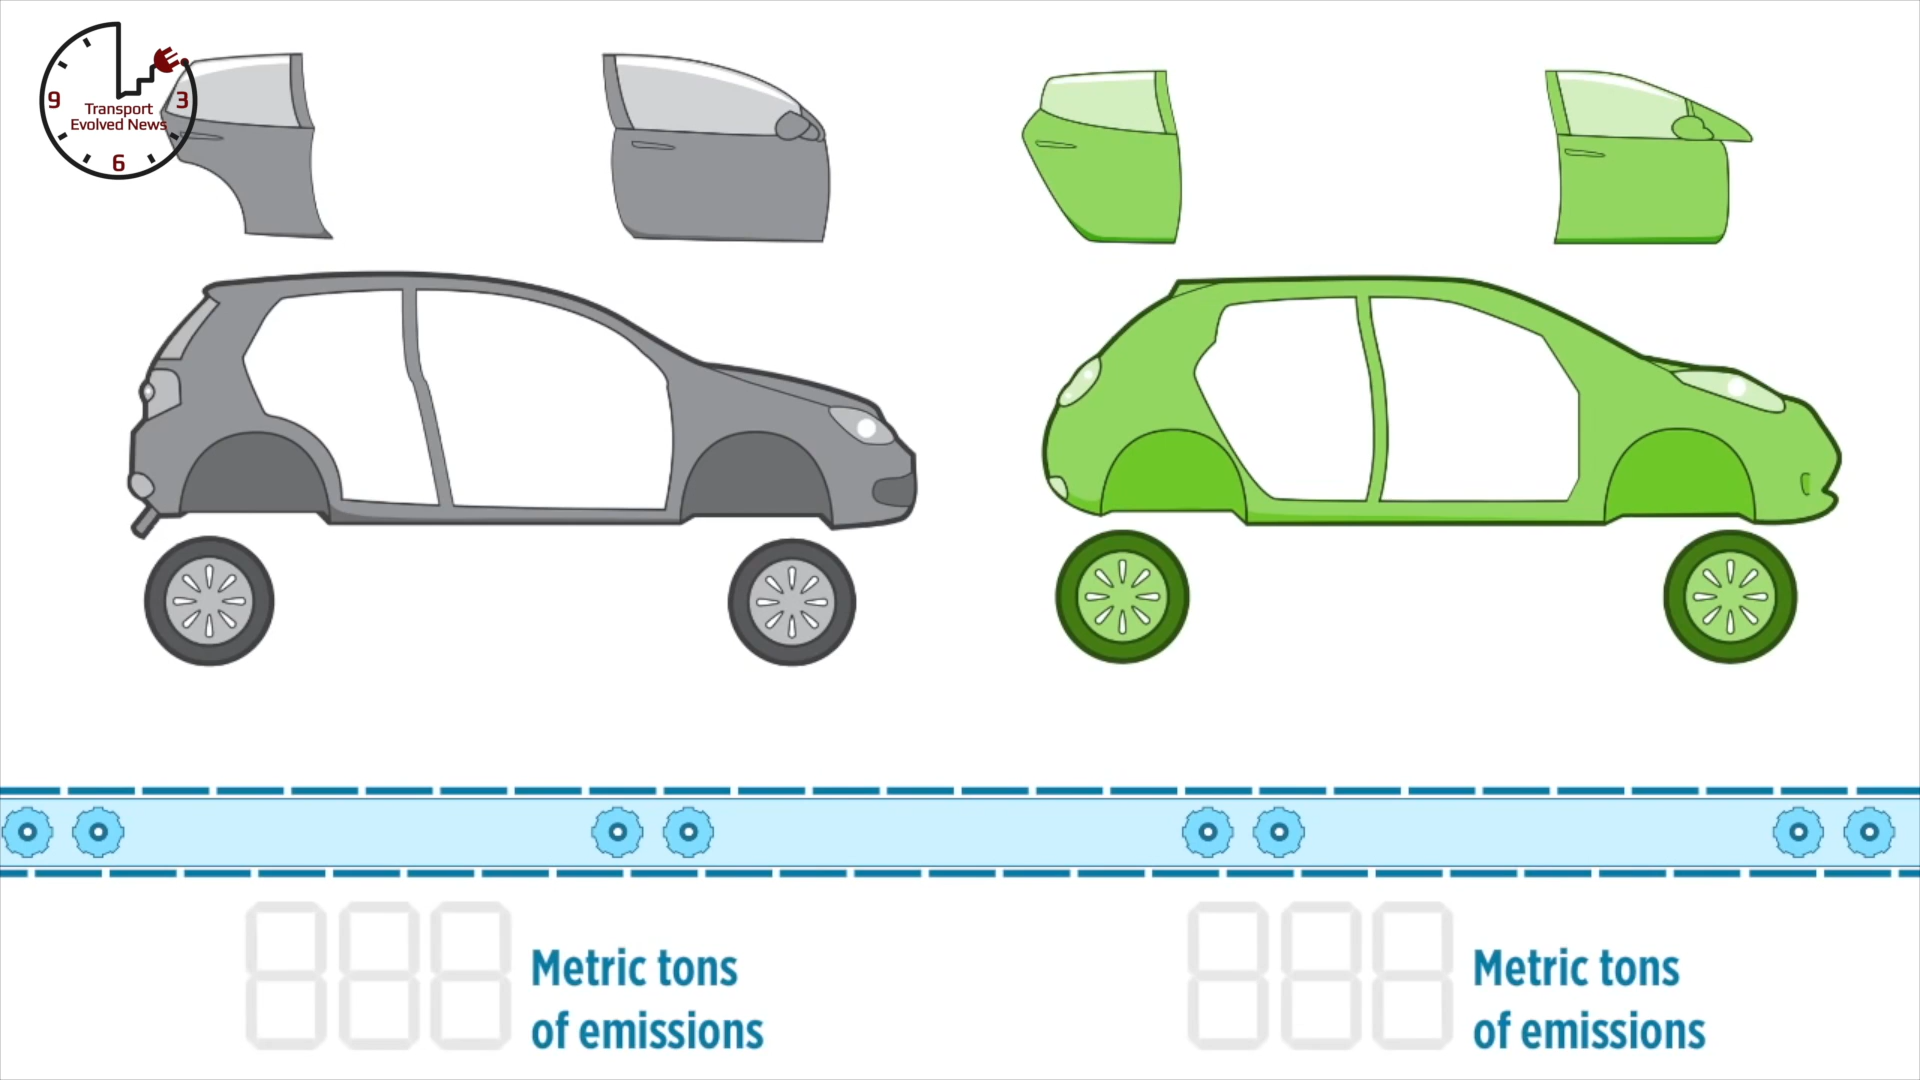 9
3
Transport
Evolved News
6
Metric tons
of emissions
Metric tons
of emissions